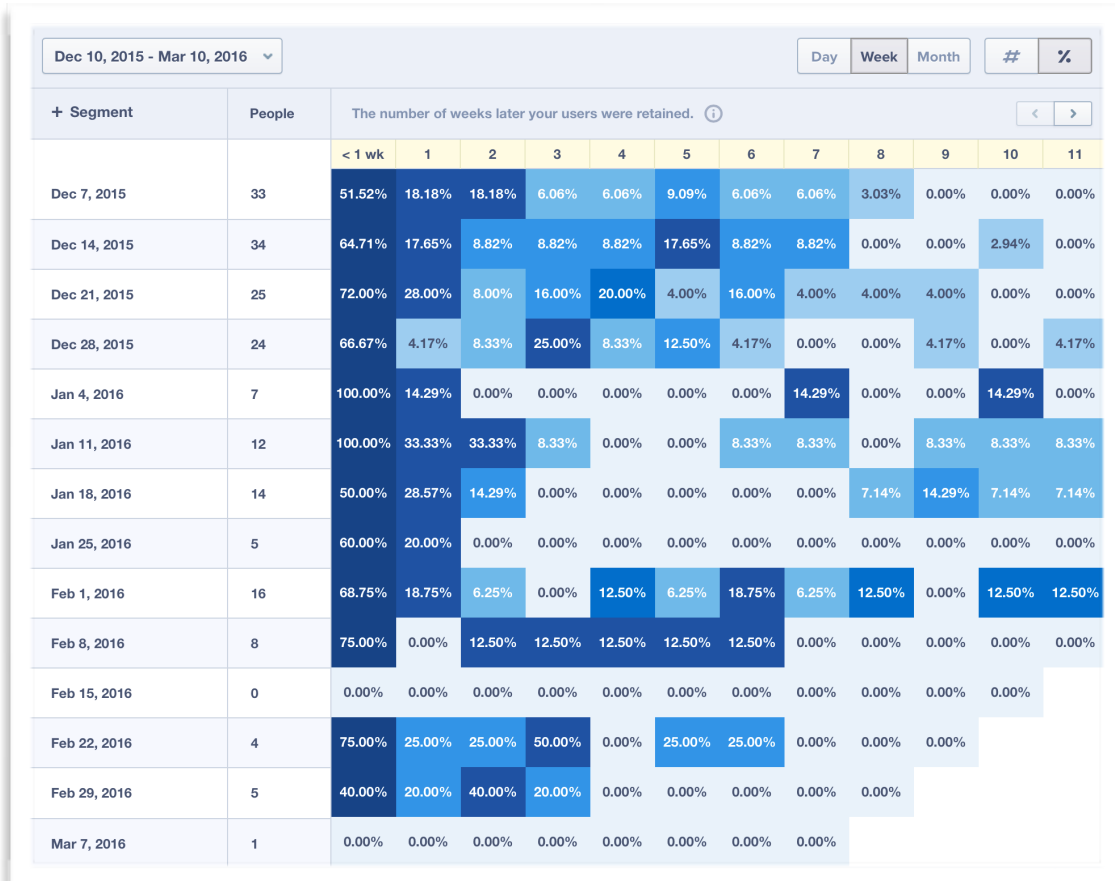 Dec 10, 2015 - Mar 10, 2016 Day Week Month # %
+ Segment People The number of weeks later your users were retained. i < >
< 1 wk 1 2 3 4 5 6 7 8 9 10 11
Dec 7, 2015 33 51.52% 18.18% 18.18% 6.06% 6.06% 9.09% 6.06% 6.06% 3.03% 0.00% 0.00% 0.00%
Dec 14, 2015 34 64.71% 17.65% 8.82% 8.82% 8.82% 17.65% 8.82% 8.82% 0.00% 0.00% 2.94% 0.00%
Dec 21, 2015 25 72.00% 28.00% 8.00% 16.00% 20.00% 4.00% 16.00% 4.00% 4.00% 4.00% 0.00% 0.00%
Dec 28, 2015 24 66.67% 4.17% 8.33% 25.00% 8.33% 12.50% 4.17% 0.00% 0.00% 4.17% 0.00% 4.17%
Jan 4, 2016 7 100.00% 14.29% 0.00% 0.00% 0.00% 0.00% 0.00% 14.29% 0.00% 0.00% 14.29% 0.00%
Jan 11, 2016 12 100.00% 33.33% 33.33% 8.33% 0.00% 0.00% 8.33% 8.33% 0.00% 8.33% 8.33% 8.33%
Jan 18, 2016 14 50.00% 28.57% 14.29% 0.00% 0.00% 0.00% 0.00% 0.00% 7.14% 14.29% 7.14% 7.14%
Jan 25, 2016 5 60.00% 20.00% 0.00% 0.00% 0.00% 0.00% 0.00% 0.00% 0.00% 0.00% 0.00% 0.00%
Feb 1, 2016 16 68.75% 18.75% 6.25% 0.00% 12.50% 6.25% 18.75% 6.25% 12.50% 0.00% 12.50% 12.50%
Feb 8, 2016 8 75.00% 0.00% 12.50% 12.50% 12.50% 12.50% 12.50% 0.00% 0.00% 0.00% 0.00% 0.00%
Feb 15, 2016 0 0.00% 0.00% 0.00% 0.00% 0.00% 0.00% 0.00% 0.00% 0.00% 0.00% 0.00%
Feb 22, 2016 4 75.00% 25.00% 25.00% 50.00% 0.00% 25.00% 25.00% 0.00% 0.00% 0.00%
Feb 29, 2016 5 40.00% 20.00% 40.00% 20.00% 0.00% 0.00% 0.00% 0.00% 0.00%
Mar 7, 2016 1 0.00% 0.00% 0.00% 0.00% 0.00% 0.00% 0.00% 0.00%